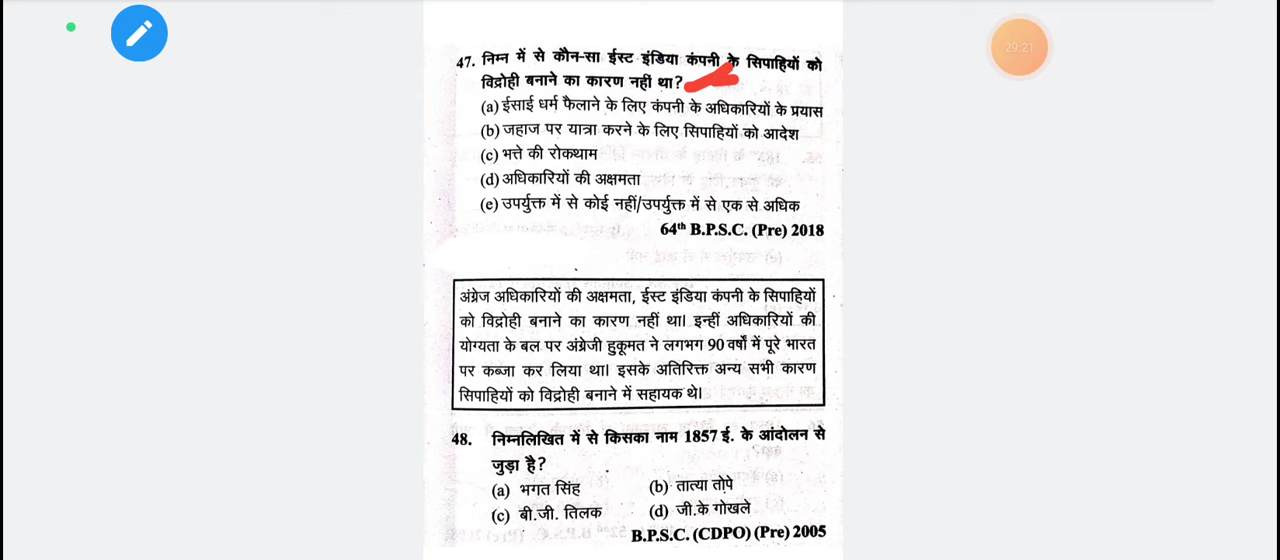 29:21
47. निम्न में से कौन-सा ईस्ट इंडिया कंपनी के सिपाहियों को
विद्रोही बनाने का कारण नहीं था?
(a) ईसाई धर्म फैलाने के लिए कंपनी के अधिकारियों के प्रयास
(b) जहाज पर यात्रा करने के लिए सिपाहियों को आदेश
(c) भत्ते की रोकथाम
(d) अधिकारियों की अक्षमता
(e) उपर्युक्त में से कोई नहीं/उपर्युक्त में से एक से अधिक
64th B.P.S.C. (Pre) 2018
अंग्रेज अधिकारियों की अक्षमता, ईस्ट इंडिया कंपनी के सिपाहियों
को विद्रोही बनाने का कारण नहीं था। इन्हीं अधिकारियों की
योग्यता के बल पर अंग्रेजी हुकूमत ने लगभग 90 वर्षों में पूरे भारत
पर कब्जा कर लिया था। इसके अतिरिक्त अन्य सभी कारण
सिपाहियों को विद्रोही बनाने में सहायक थे।
48. निम्नलिखित में से किसका नाम 1857 ई. के आंदोलन से
जुड़ा है?
(a) भगत सिंह (b) तात्या तोपे
(c) बी.जी. तिलक (d) जी.के गोखले
B.P.S.C. (CDPO) (Pre) 2005